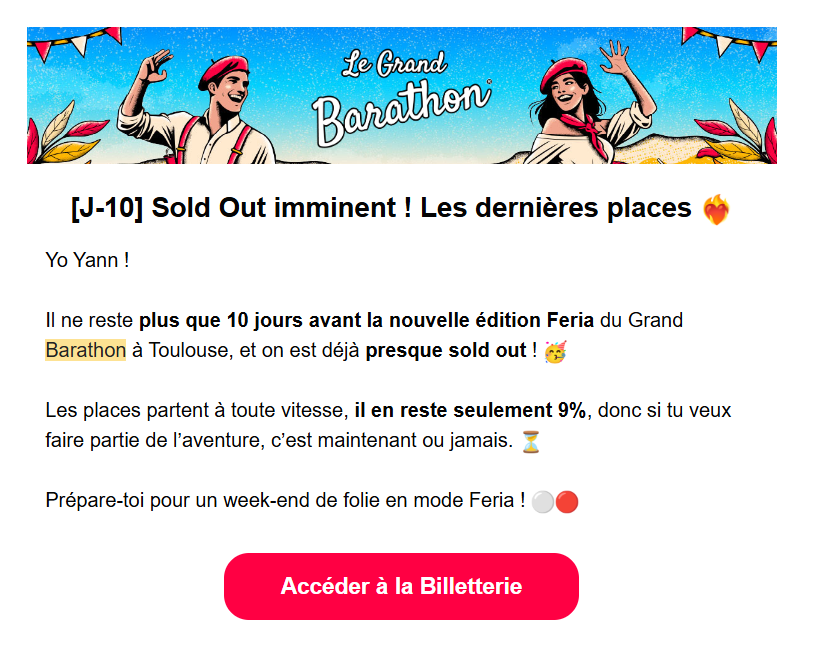 Le Grand
Barathon
[J-10] Sold Out imminent ! Les dernières places ❤️‍🔥
Yo Yann !
Il ne reste plus que 10 jours avant la nouvelle édition Feria du Grand
Barathon à Toulouse, et on est déjà presque sold out ! 🥳
Les places partent à toute vitesse, il en reste seulement 9%, donc si tu veux
faire partie de l’aventure, c’est maintenant ou jamais. ⏳
Prépare-toi pour un week-end de folie en mode Feria ! ⚪🔴
Accéder à la Billetterie